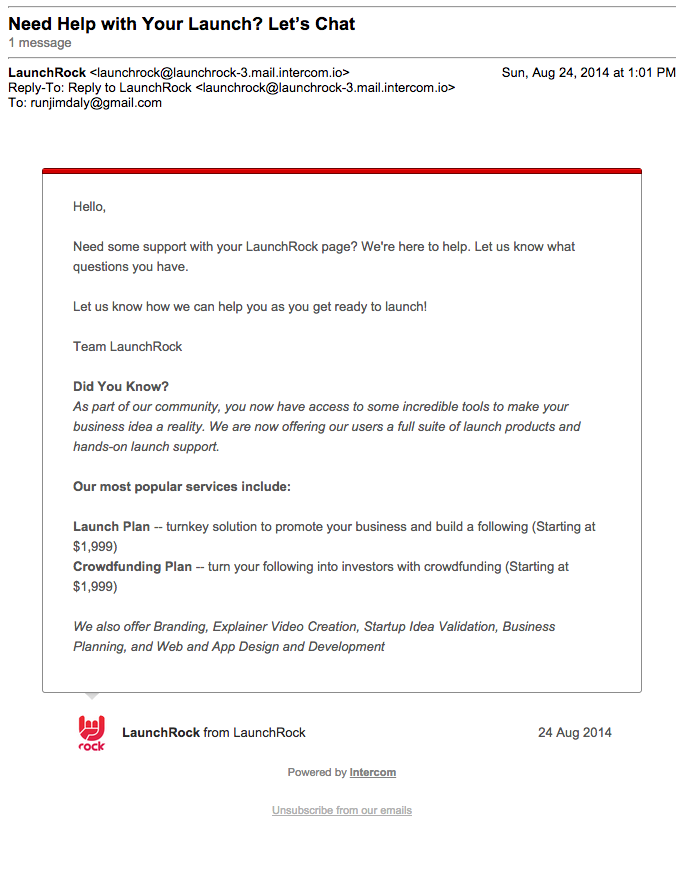 Need Help with Your Launch? Let’s Chat
1 message
LaunchRock <launchrock@launchrock-3.mail.intercom.io> Sun, Aug 24, 2014 at 1:01 PM
Reply-To: Reply to LaunchRock <launchrock@launchrock-3.mail.intercom.io>
To: runjimdaly@gmail.com
Hello,
Need some support with your LaunchRock page? We're here to help. Let us know what
questions you have.
Let us know how we can help you as you get ready to launch!
Team LaunchRock
Did You Know?
As part of our community, you now have access to some incredible tools to make your
business idea a reality. We are now offering our users a full suite of launch products and
hands-on launch support.
Our most popular services include:
Launch Plan -- turnkey solution to promote your business and build a following (Starting at
$1,999)
Crowdfunding Plan -- turn your following into investors with crowdfunding (Starting at
$1,999)
We also offer Branding, Explainer Video Creation, Startup Idea Validation, Business
Planning, and Web and App Design and Development
rock
LaunchRock from LaunchRock 24 Aug 2014
Powered by Intercom
Unsubscribe from our emails